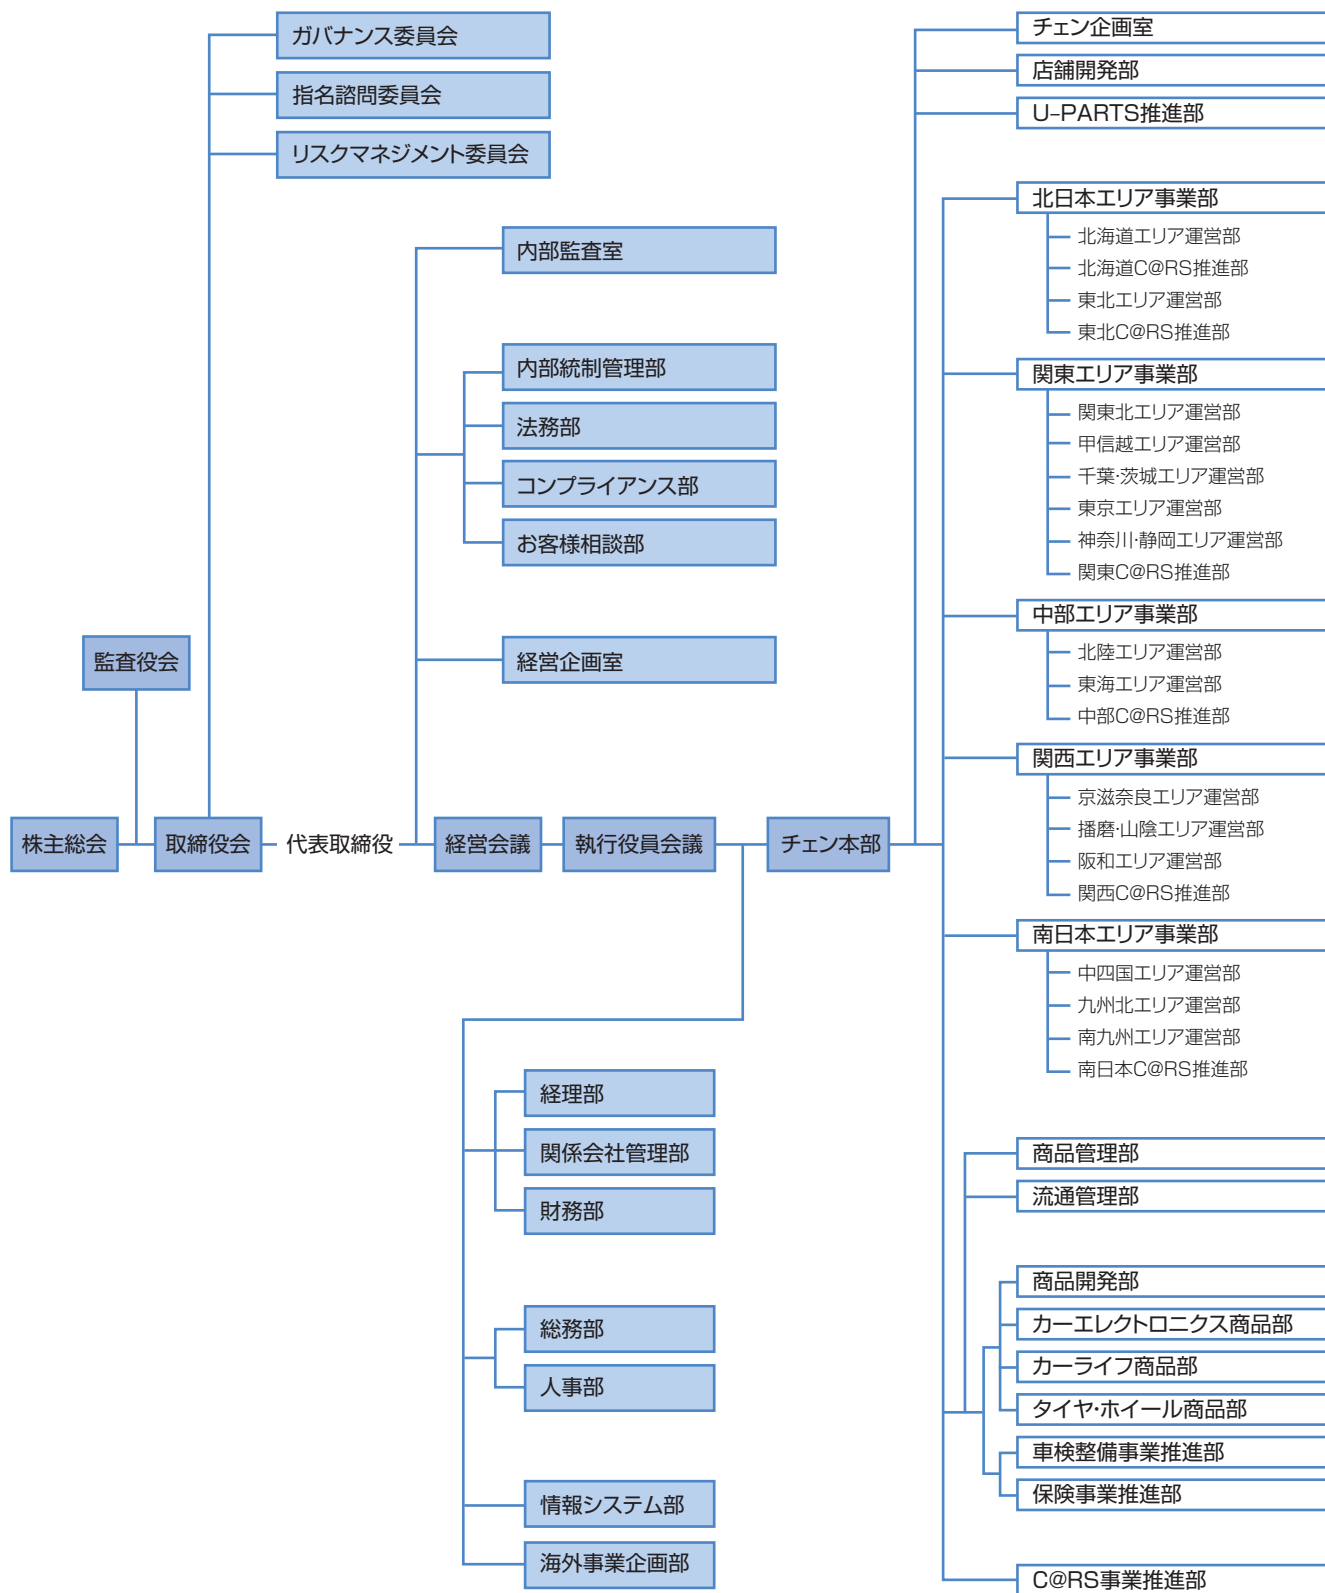 ガバナンス委員会
指名諮問委員会
リスクマネジメント委員会
内部監査室
内部統制管理部
法務部
コンプライアンス部
お客様相談部
経営企画室
監査役会
株主総会
取締役会
代表取締役
経営会議
執行役員会議
チェン本部
経理部
関係会社管理部
財務部
総務部
人事部
情報システム部
海外事業企画部
チェン企画室
店舗開発部
U-PARTS推進部
北日本エリア事業部
北海道エリア運営部
北海道C@RS推進部
東北エリア運営部
東北C@RS推進部
関東エリア事業部
関東北エリア運営部
甲信越エリア運営部
千葉・茨城エリア運営部
東京エリア運営部
神奈川・静岡エリア運営部
関東C@RS推進部
中部エリア事業部
北陸エリア運営部
東海エリア運営部
中部C@RS推進部
関西エリア事業部
京滋奈良エリア運営部
播磨・山陰エリア運営部
阪和エリア運営部
関西C@RS推進部
南日本エリア事業部
中四国エリア運営部
九州北エリア運営部
南九州エリア運営部
南日本C@RS推進部
商品管理部
流通管理部
商品開発部
カーエレクトロニクス商品部
カーライフ商品部
タイヤ・ホイール商品部
車検整備事業推進部
保険事業推進部
C@RS事業推進部